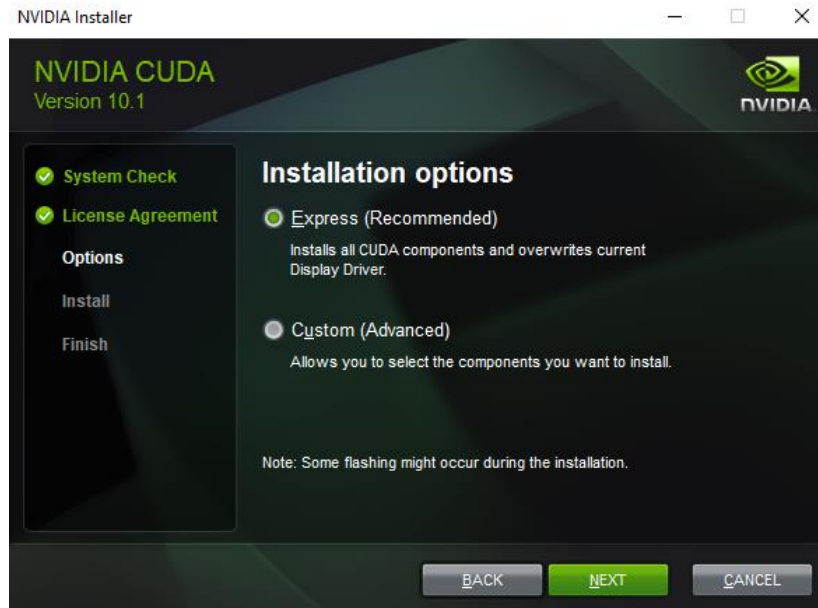 NVIDIA Installer
NVIDIA CUDA
Version 10.1
NVIDIA
System Check
License Agreement
Options
Install
Finish
Installation options
Express (Recommended)
Installs all CUDA components and overwrites current
Display Driver.
Custom (Advanced)
Allows you to select the components you want to install.
Note: Some flashing might occur during the installation.
BACK
NEXT
CANCEL